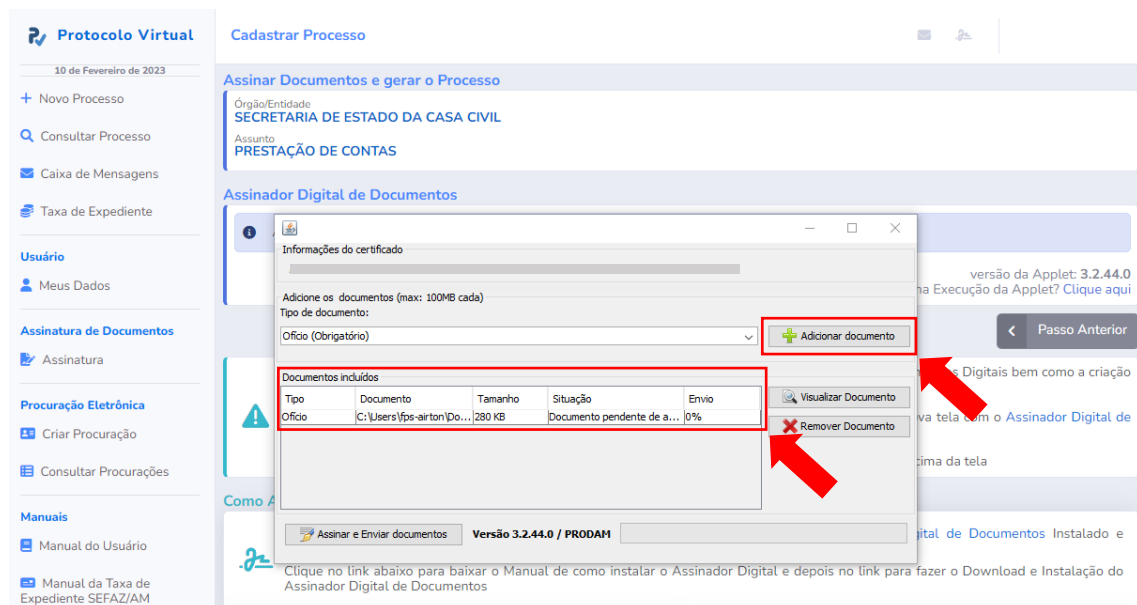 Protocolo Virtual
10 de Fevereiro de 2023
Novo Processo
Consultar Processo
Caixa de Mensagens
Taxa de Expediente
Usuário
Meus Dados
Assinatura de Documentos
Assinatura
Procuração Eletrônica
Criar Procuração
Consultar Procurações
Manuais
Manual do Usuário
Manual da Taxa de
Expediente SEFAZ/AM
Cadastrar Processo
Assinar Documentos e gerar o Processo
Órgão/Entidade
SECRETARIA DE ESTADO DA CASA CIVIL
Assunto
PRESTAÇÃO DE CONTAS
Assinador Digital de Documentos
versão da Applet: 3.2.44.0
na Execução da Applet? Clique aqui
Passo Anterior
Informações do certificado
Adicione os documentos (max: 100MB cada)
Tipo de documento:
Ofício (Obrigatório)
Adicionar documento
Documentos incluídos
Tipo Documento Tamanho Situação Envio
Ofício C:\Users\fps-airton\Do... 280 KB Documento pendente de a... 0%
Visualizar Documento
Remover Documento
Assinar e Enviar documentos Versão 3.2.44.0 / PRODAM
s Digitais bem como a criação
va tela com o Assinador Digital de
cima da tela
Como A
gital de Documentos Instalado e
Clique no link abaixo para baixar o Manual de como instalar o Assinador Digital e depois no link para fazer o Download e Instalação do
Assinador Digital de Documentos